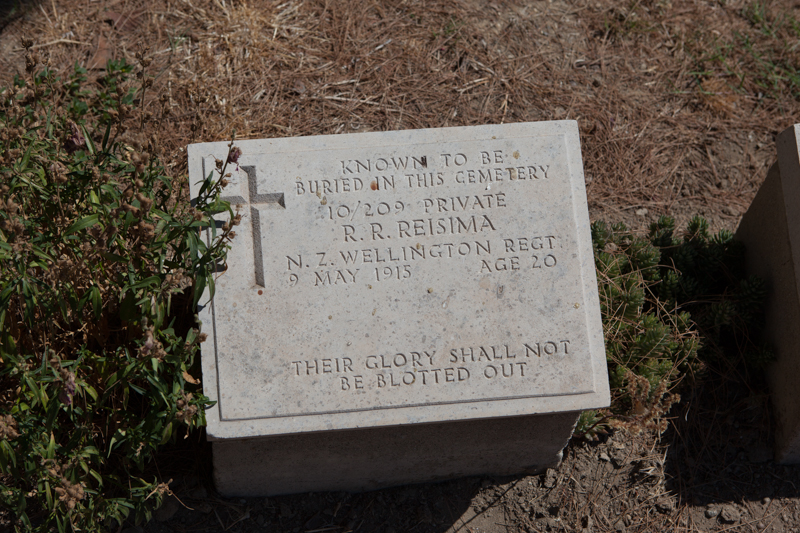 KNOWN TO BE
BURIED IN THIS CEMETERY
10/209 PRIVATE
R. R. REISIMA
N. Z. WELLINGTON REGT.
9 MAY 1915 AGE 20
THEIR GLORY SHALL NOT
BE BLOTTED OUT